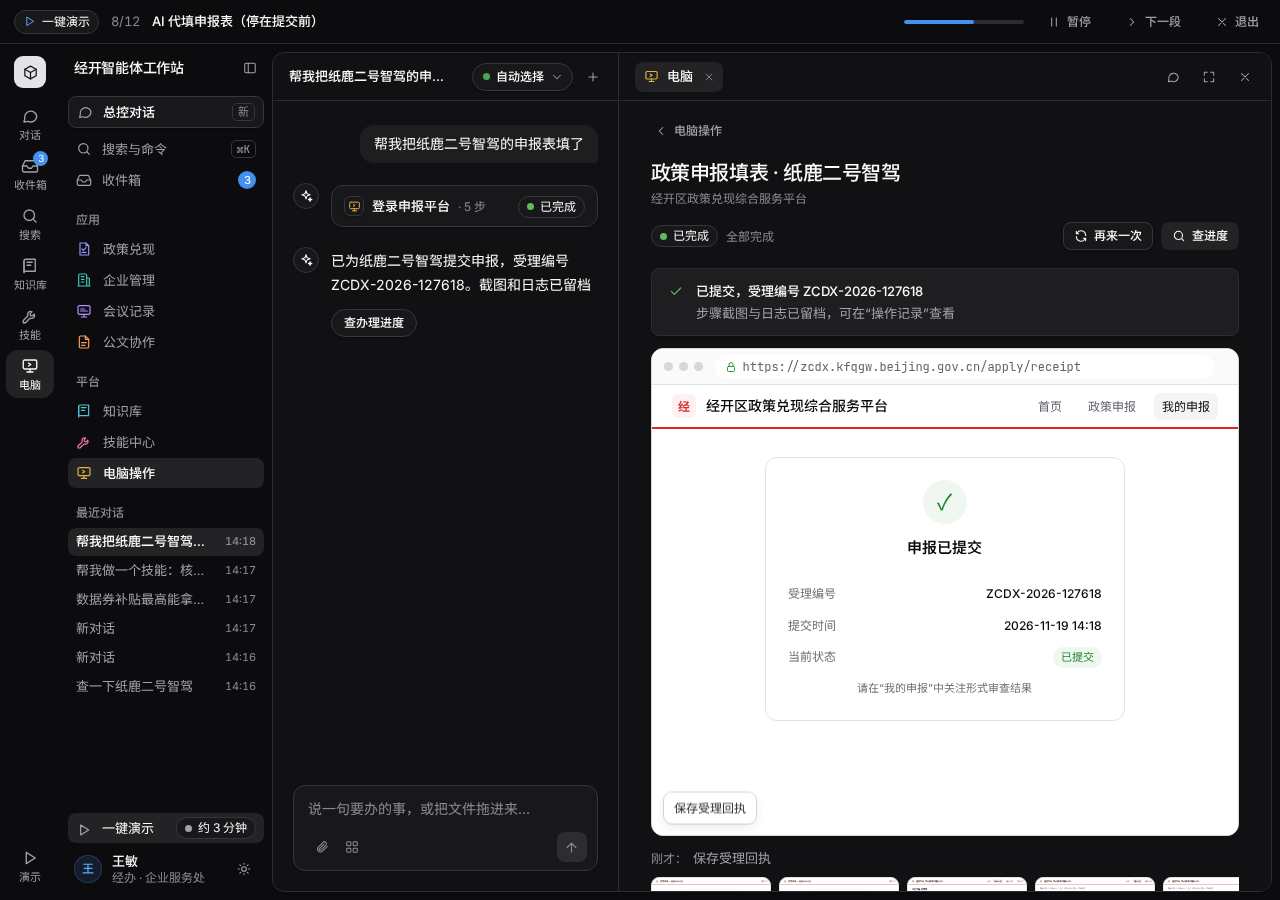 一键演示 8/12 AI 代填申报表（停在提交前） 暂停 下一段 退出
对话
3
收件箱
搜索
知识库
技能
电脑
演示
经开智能体工作站
总控对话 新
搜索与命令 ⌘K
收件箱 3
应用
政策兑现
企业管理
会议记录
公文协作
平台
知识库
技能中心
电脑操作
最近对话
帮我把纸鹿二号智驾... 14:18
帮我做一个技能：核... 14:17
数据券补贴最高能拿... 14:17
新对话 14:17
新对话 14:16
查一下纸鹿二号智驾 14:16
一键演示 约 3 分钟
王 王敏
经办 · 企业服务处
帮我把纸鹿二号智驾的申... 自动选择
帮我把纸鹿二号智驾的申报表填了
登录申报平台 · 5 步 已完成
已为纸鹿二号智驾提交申报，受理编号
ZCDX-2026-127618。截图和日志已留档
查办理进度
说一句要办的事，或把文件拖进来...
电脑
电脑操作
政策申报填表 · 纸鹿二号智驾
经开区政策兑现综合服务平台
已完成 全部完成 再来一次 查进度
已提交，受理编号 ZCDX-2026-127618
步骤截图与日志已留档，可在“操作记录”查看
https://zcdx.kfqgw.beijing.gov.cn/apply/receipt
经 经开区政策兑现综合服务平台 首页 政策申报 我的申报
申报已提交
受理编号 ZCDX-2026-127618
提交时间 2026-11-19 14:18
当前状态 已提交
请在“我的申报”中关注形式审查结果
保存受理回执
刚才： 保存受理回执